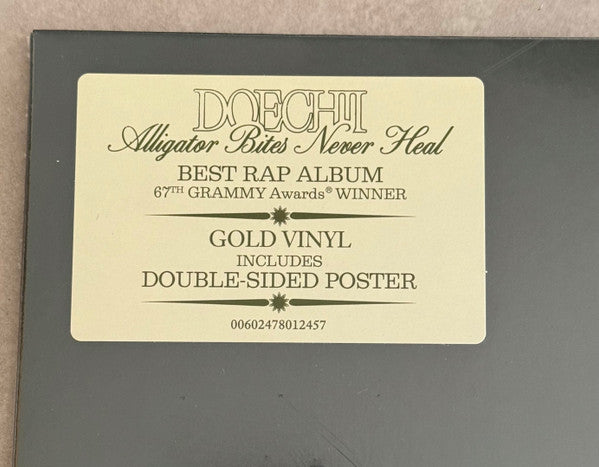 DOECHII
Alligator Bites Never Heal
BEST RAP ALBUM
67TH GRAMMY Awards® WINNER
GOLD VINYL
INCLUDES
DOUBLE-SIDED POSTER
00602478012457